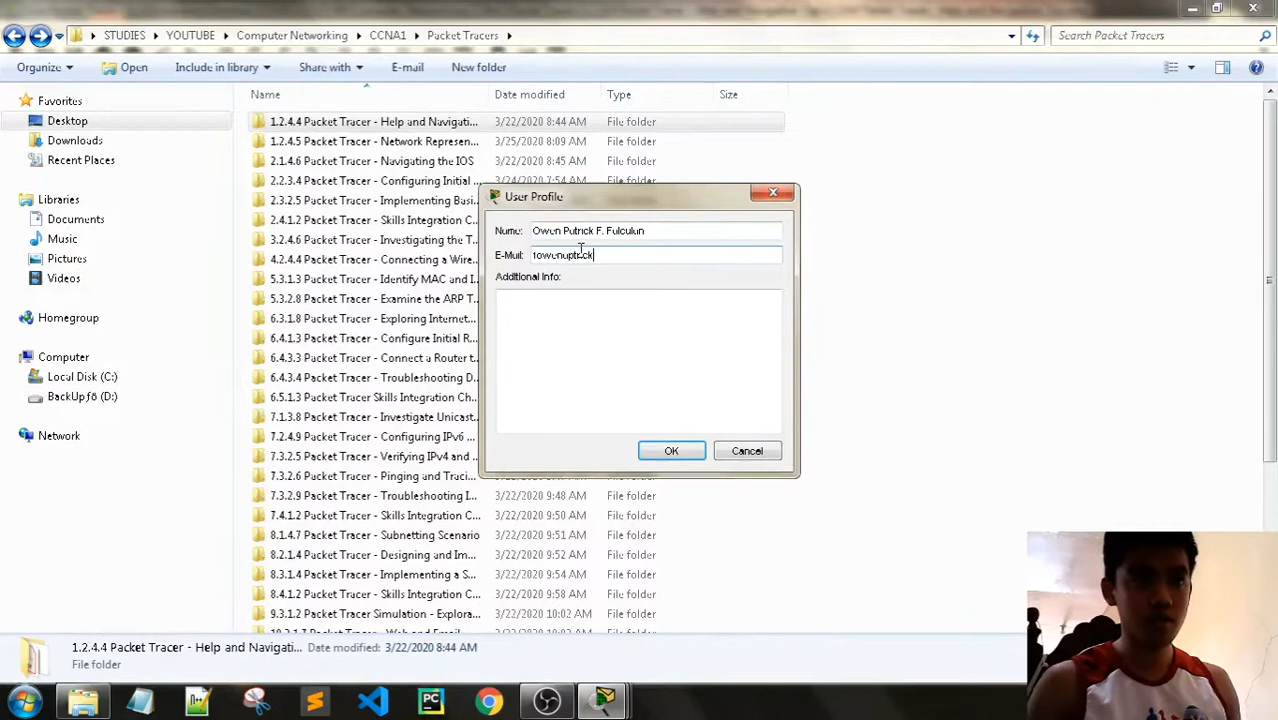 STUDIES
YOUTUBE
Computer Networking
CCNA1
Packet Tracers
Search Packet Tracers
Organize
Open
Include in library
Share with
E-mail
New folder
Name
Date modified
Type
Size
Favorites
Desktop
Downloads
Recent Places
Libraries
Documents
Music
Pictures
Videos
Homegroup
Computer
Local Disk (C:)
BackUpƒö (D:)
Network
1.2.4.4 Packet Tracer - Help and Navigati... 3/22/2020 8:44 AM File folder
1.2.4.5 Packet Tracer - Network Represen... 3/25/2020 8:09 AM File folder
2.1.4.6 Packet Tracer - Navigating the IOS 3/22/2020 8:45 AM File folder
2.2.3.4 Packet Tracer - Configuring Initial ... 3/24/2020 7:54 AM File folder
2.3.2.5 Packet Tracer - Implementing Basi...
2.4.1.2 Packet Tracer - Skills Integration C...
3.2.4.6 Packet Tracer - Investigating the T...
4.2.4.4 Packet Tracer - Connecting a Wire...
5.3.1.3 Packet Tracer - Identify MAC and I...
5.3.2.8 Packet Tracer - Examine the ARP T...
6.3.1.8 Packet Tracer - Exploring Internet...
6.4.1.3 Packet Tracer - Configure Initial R...
6.4.3.3 Packet Tracer - Connect a Router t...
6.4.3.4 Packet Tracer - Troubleshooting D...
6.5.1.3 Packet Tracer Skills Integration Ch...
7.1.3.8 Packet Tracer - Investigate Unicast...
7.2.4.9 Packet Tracer - Configuring IPv6 ...
7.3.2.5 Packet Tracer - Verifying IPv4 and ...
7.3.2.6 Packet Tracer - Pinging and Traci... File folder
7.3.2.9 Packet Tracer - Troubleshooting I... 3/22/2020 9:48 AM File folder
7.4.1.2 Packet Tracer - Skills Integration C... 3/22/2020 9:50 AM File folder
8.1.4.7 Packet Tracer - Subnetting Scenario 3/22/2020 9:51 AM File folder
8.2.1.4 Packet Tracer - Designing and Im... 3/22/2020 9:52 AM File folder
8.3.1.4 Packet Tracer - Implementing a S... 3/22/2020 9:54 AM File folder
8.4.1.2 Packet Tracer - Skills Integration C... 3/22/2020 9:58 AM File folder
9.3.1.2 Packet Tracer Simulation - Explora... 3/22/2020 10:02 AM File folder
User Profile
Name: Owen Patrick F. Falculan
E-Mail:
Additional Info:
OK
Cancel
1.2.4.4 Packet Tracer - Help and Navigati... Date modified: 3/22/2020 8:44 AM
File folder
PC